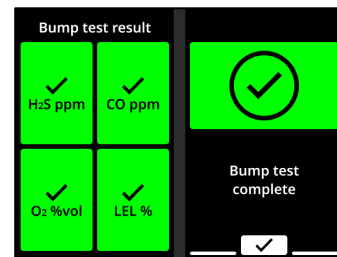 Bump test result
H2S ppm
CO ppm
O2 %vol
LEL %
Bump test
complete